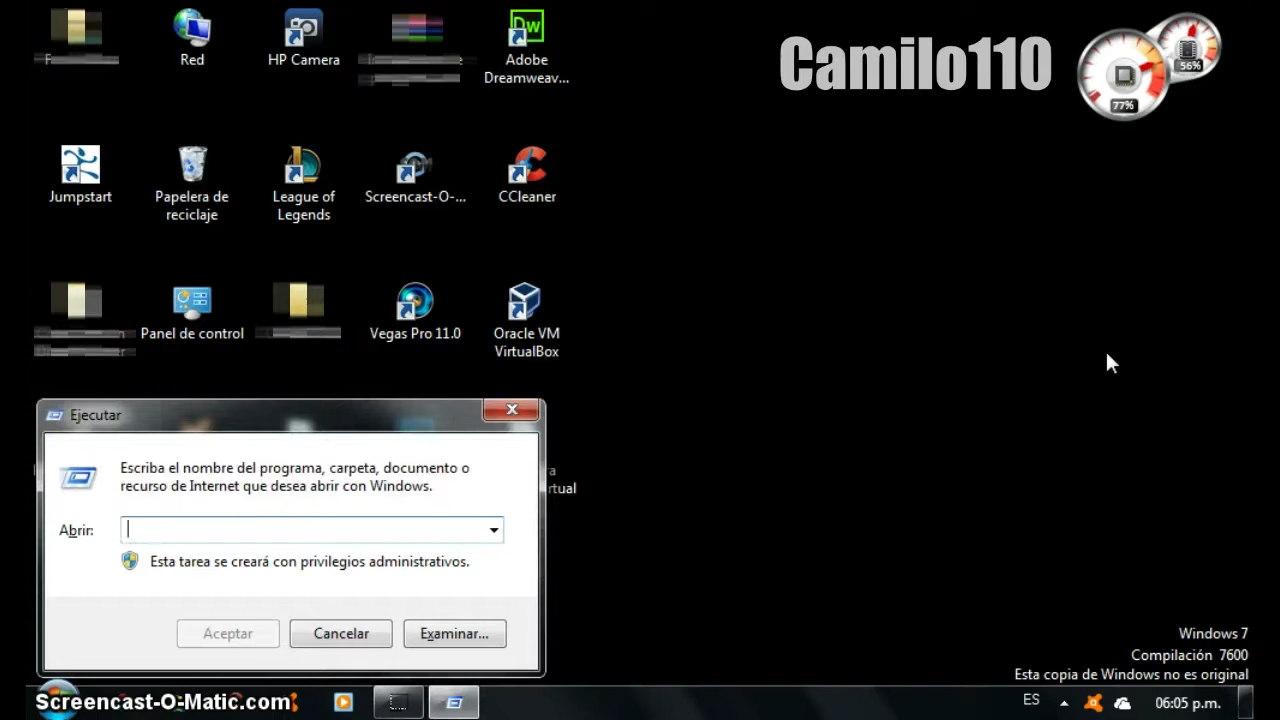 Camilo110
56%
77%
Red
HP Camera
Adobe
Dreamweav...
Jumpstart
Papelera de
reciclaje
League of
Legends
Screencast-O-...
CCleaner
Panel de control
Vegas Pro 11.0
Oracle VM
VirtualBox
Ejecutar
Escriba el nombre del programa, carpeta, documento o
recurso de Internet que desea abrir con Windows.
Abrir:
Esta tarea se creará con privilegios administrativos.
Aceptar
Cancelar
Examinar...
Windows 7
Compilación 7600
Esta copia de Windows no es original
Screencast-O-Matic.com
ES
06:05 p.m.